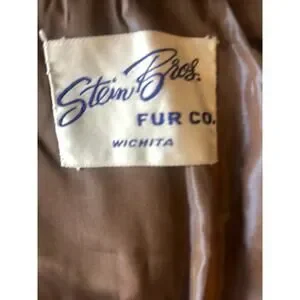 Stein Bros.
FUR CO.
WICHITA